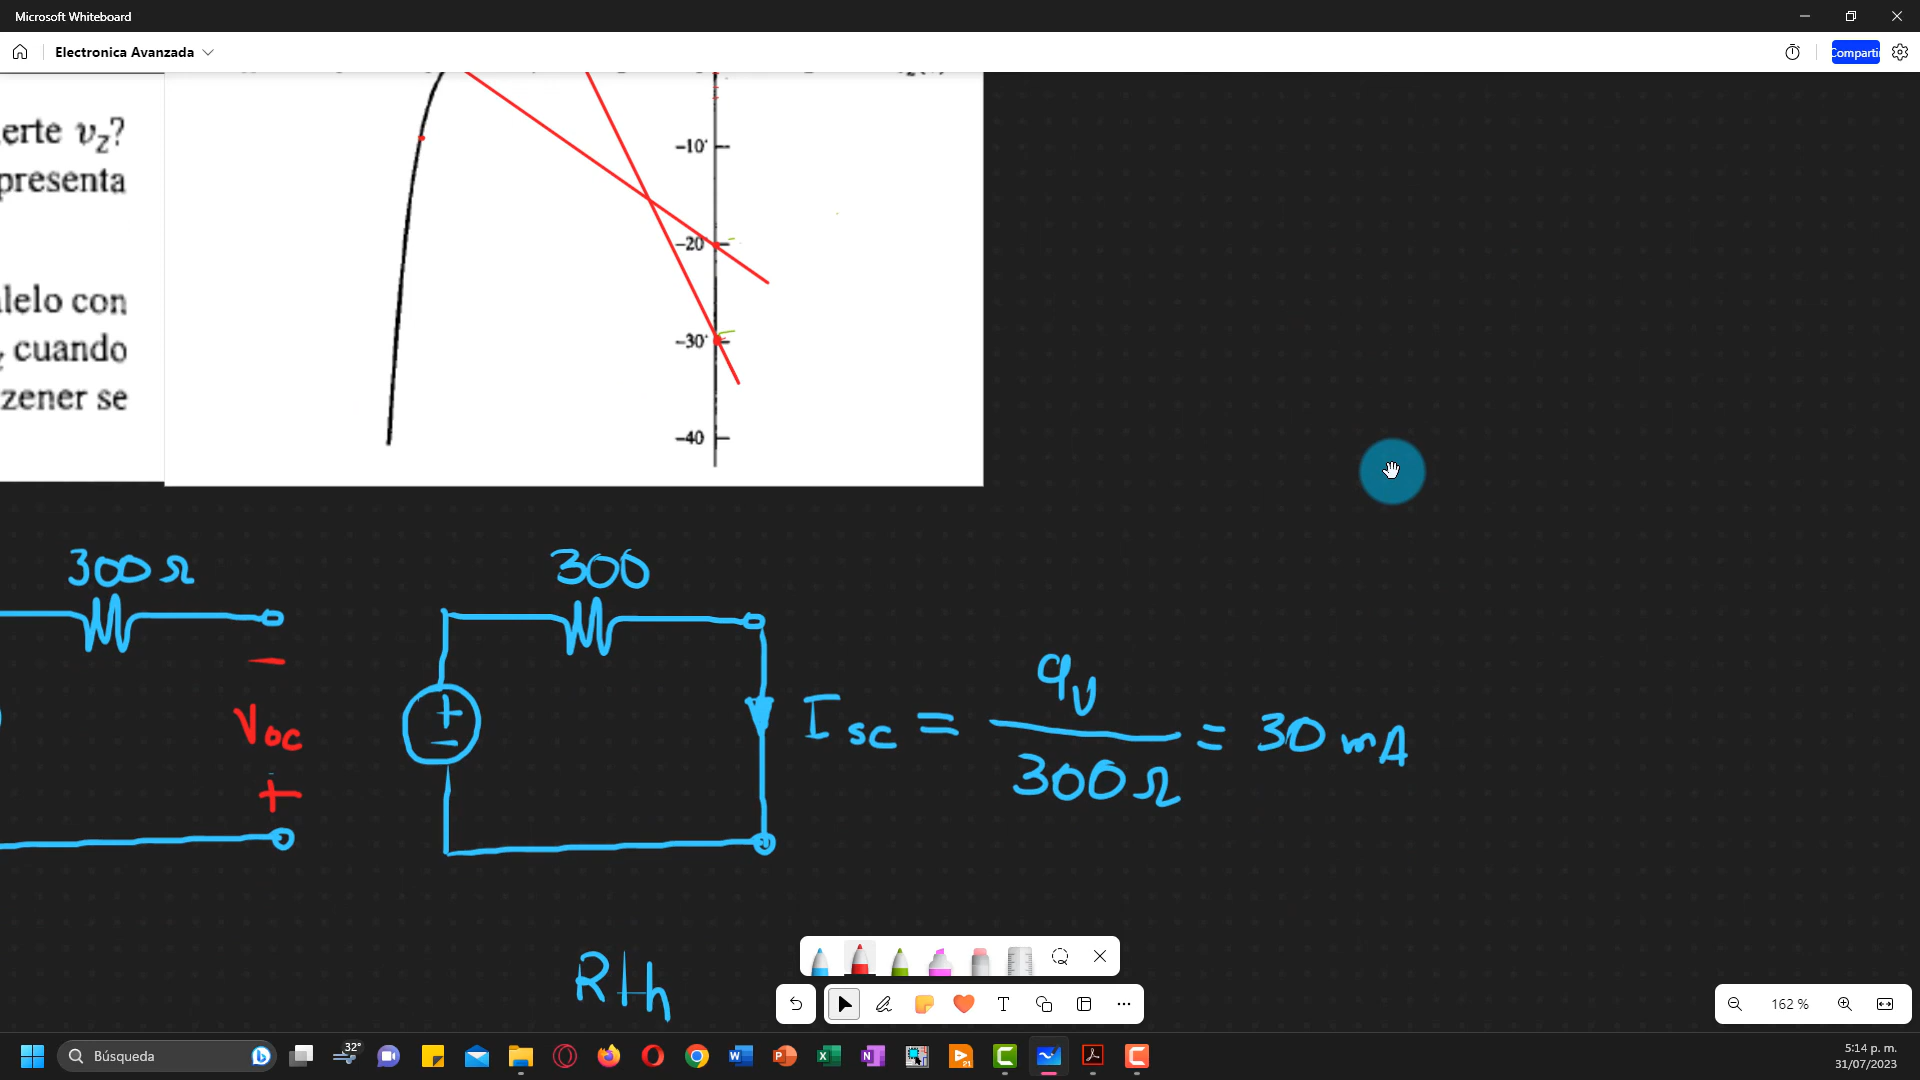 Microsoft Whiteboard
Electronica Avanzada
Comparti
erte v_Z?
presenta
lelo con
cuando
zener se
-10
-20
-30
-40
300 Ω
300
- 
V_OC
+
+
-
I_SC = 9V / 300 Ω = 30 mA
Rth
T
162 %
Búsqueda
32°
5:14 p. m.
31/07/2023